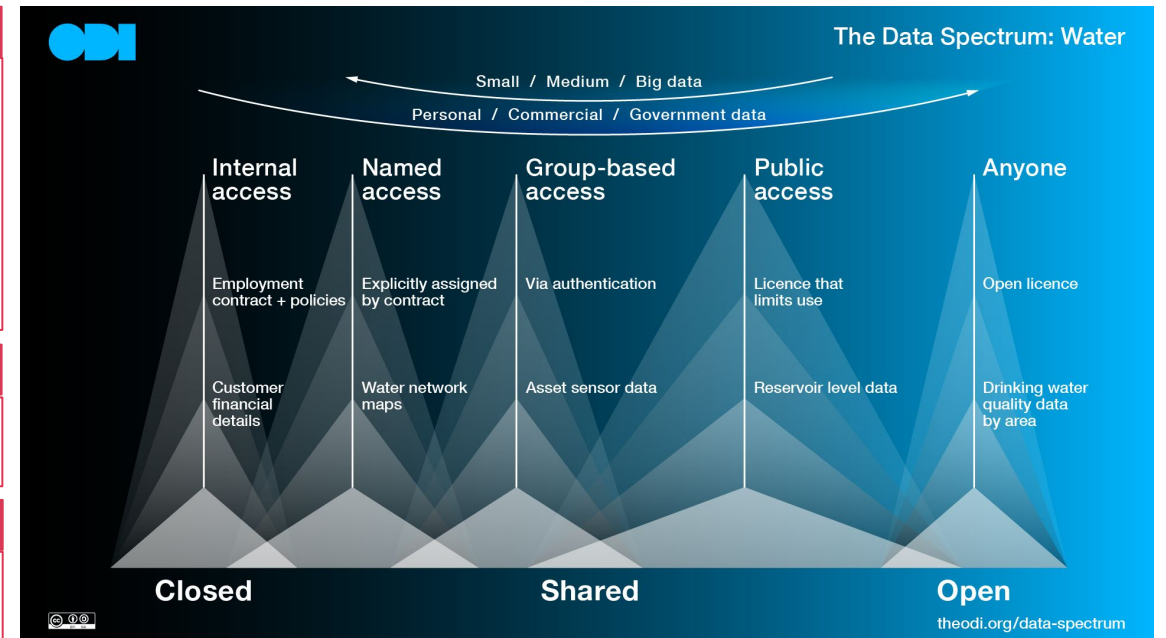 ODI
The Data Spectrum: Water
Small / Medium / Big data
Personal / Commercial / Government data
Internal
access
Named
access
Group-based
access
Public
access
Anyone
Employment
contract + policies
Explicitly assigned
by contract
Via authentication
Licence that
limits use
Open licence
Customer
financial
details
Water network
maps
Asset sensor data
Reservoir level data
Drinking water
quality data
by area
Closed
Shared
Open
theodi.org/data-spectrum